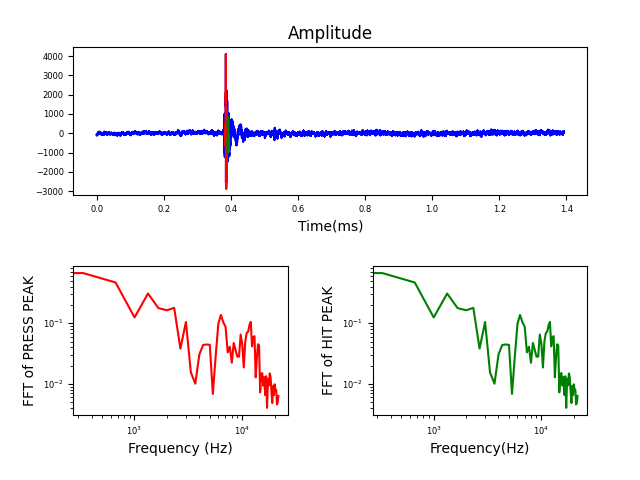 Amplitude
4000
3000
2000
1000
0
−1000
−2000
−3000
0.0 0.2 0.4 0.6 0.8 1.0 1.2 1.4
Time(ms)
FFT of PRESS PEAK
10⁻¹
10⁻²
10³ 10⁴
Frequency (Hz)
FFT of HIT PEAK
10⁻¹
10⁻²
10³ 10⁴
Frequency(Hz)